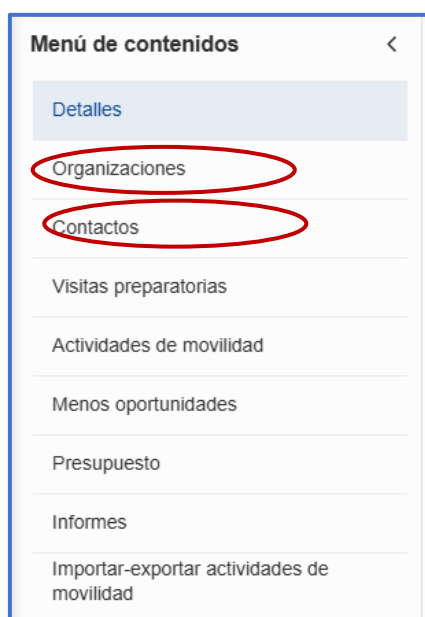 Menú de contenidos
Detalles
Organizaciones
Contactos
Visitas preparatorias
Actividades de movilidad
Menos oportunidades
Presupuesto
Informes
Importar-exportar actividades de
movilidad